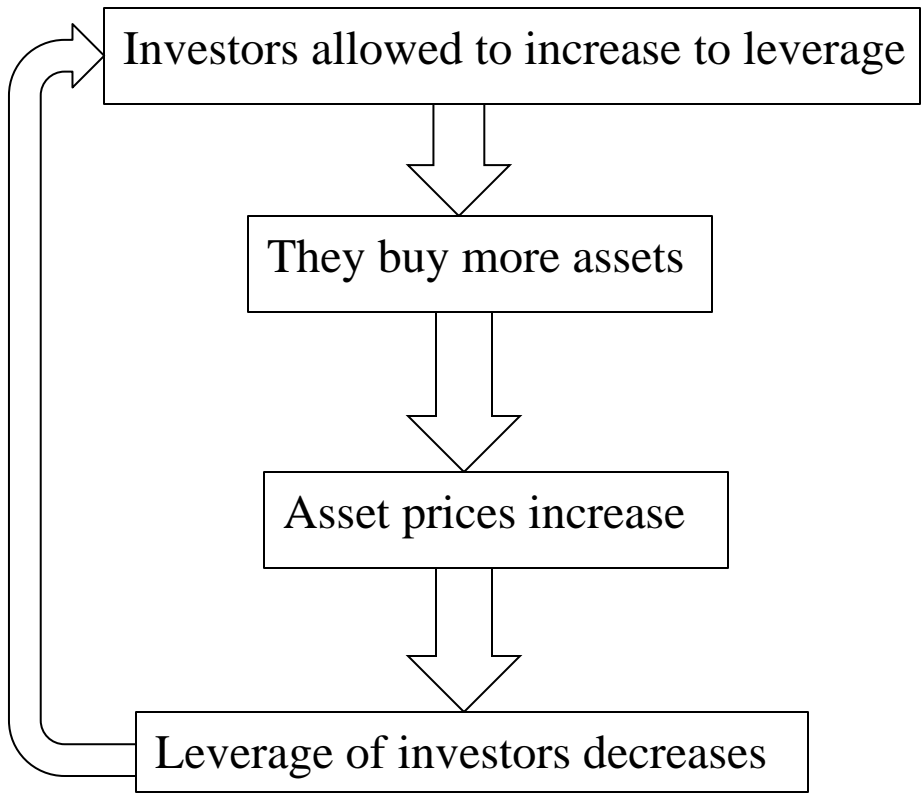 Investors allowed to increase to leverage
They buy more assets
Asset prices increase
Leverage of investors decreases